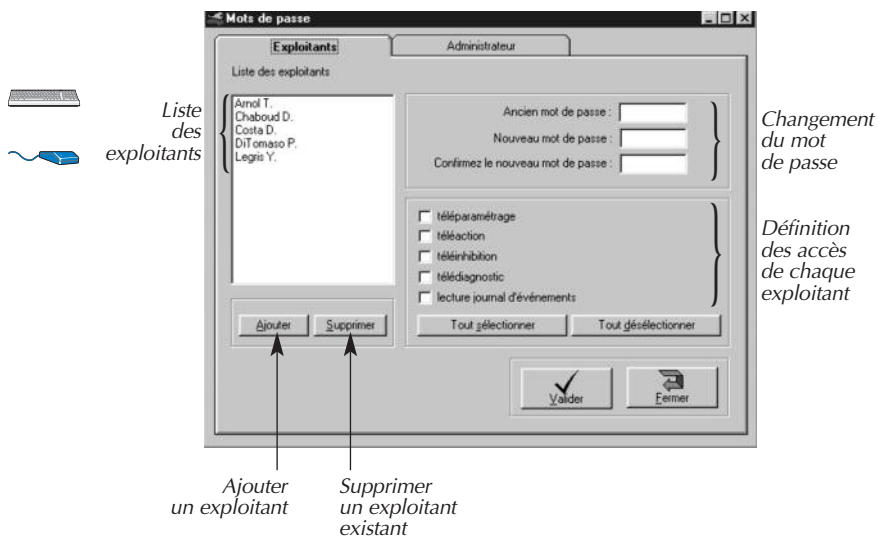 Mots de passe
Exploitants
Administrateur
Liste des exploitants
Liste
des
exploitants
Arnol T.
Chaboud D.
Costa D.
DiTomaso P.
Legris Y.
Ancien mot de passe :
Nouveau mot de passe :
Confirmez le nouveau mot de passe :
Changement
du mot
de passe
téléparamétrage
téléaction
téléinhibition
télédiagnostic
lecture journal d'événements
Définition
des accès
de chaque
exploitant
Ajouter
Supprimer
Tout sélectionner
Tout désélectionner
Valider
Fermer
Ajouter
un exploitant
Supprimer
un exploitant
existant